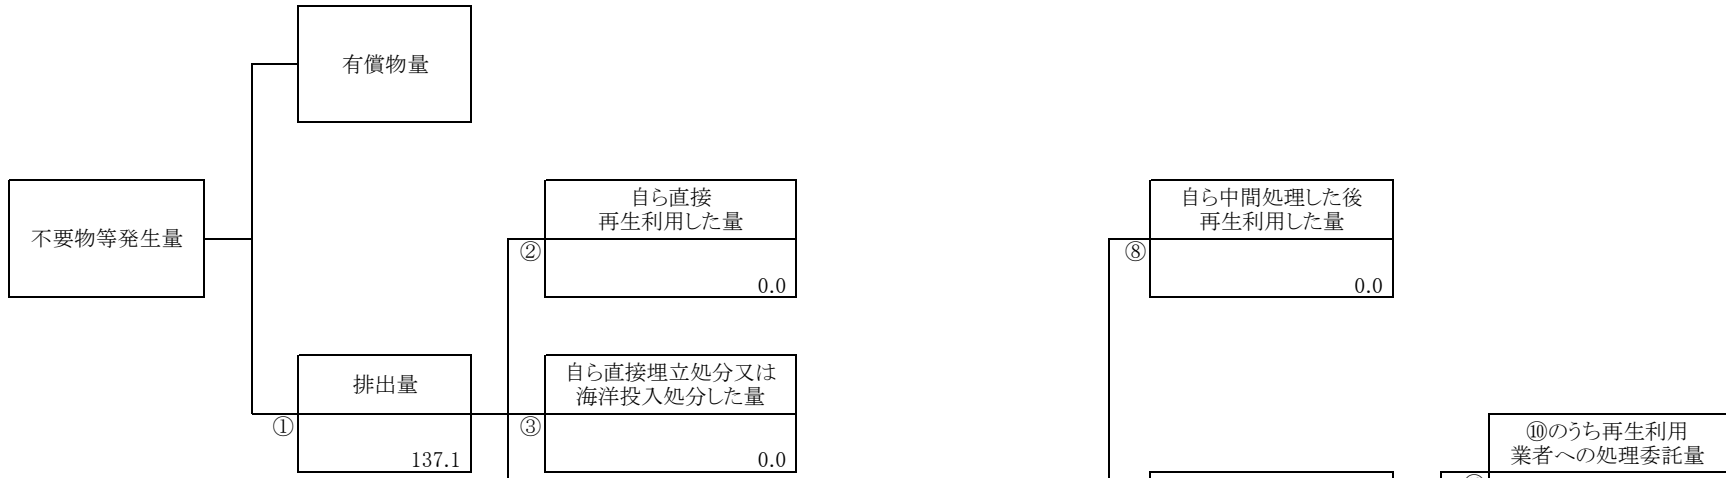 有償物量
不要物等発生量
自ら直接
再生利用した量
②
0.0
自ら中間処理した後
再生利用した量
⑧
0.0
排出量
①
137.1
自ら直接埋立処分又は
海洋投入処分した量
③
0.0
⑩のうち再生利用
業者への処理委託量